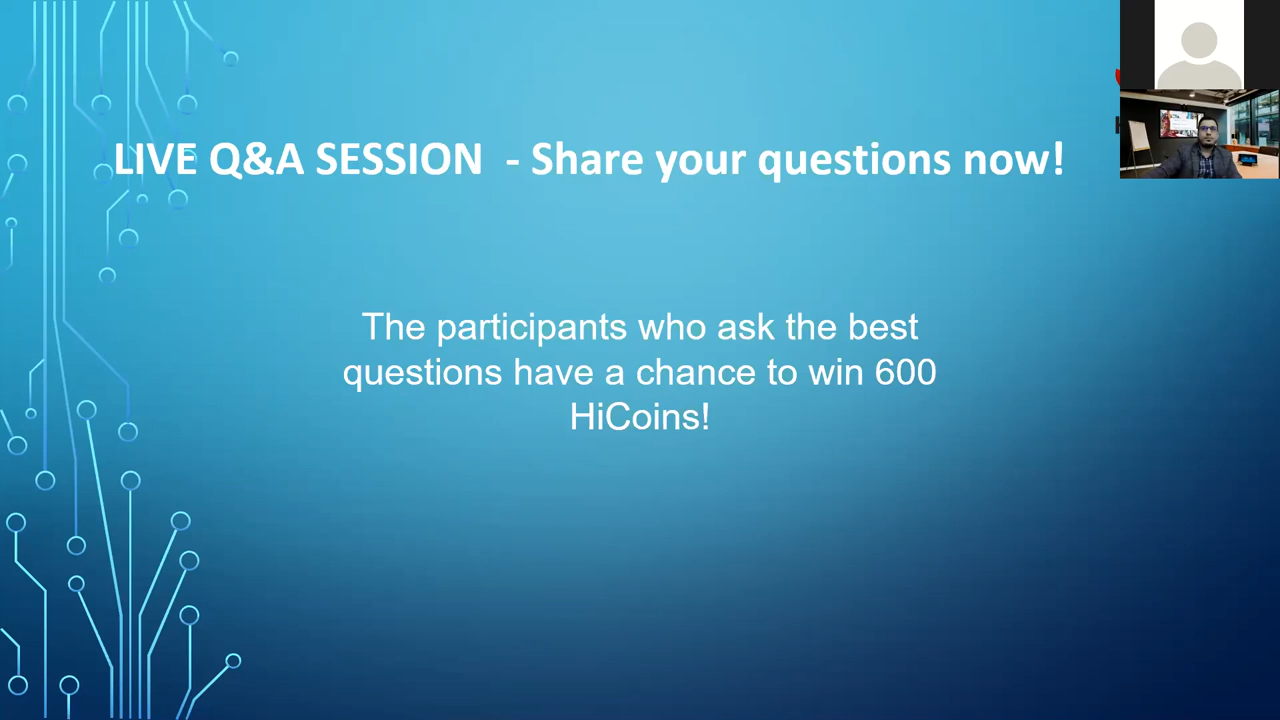 LIVE Q&A SESSION - Share your questions now!
The participants who ask the best
questions have a chance to win 600
HiCoins!